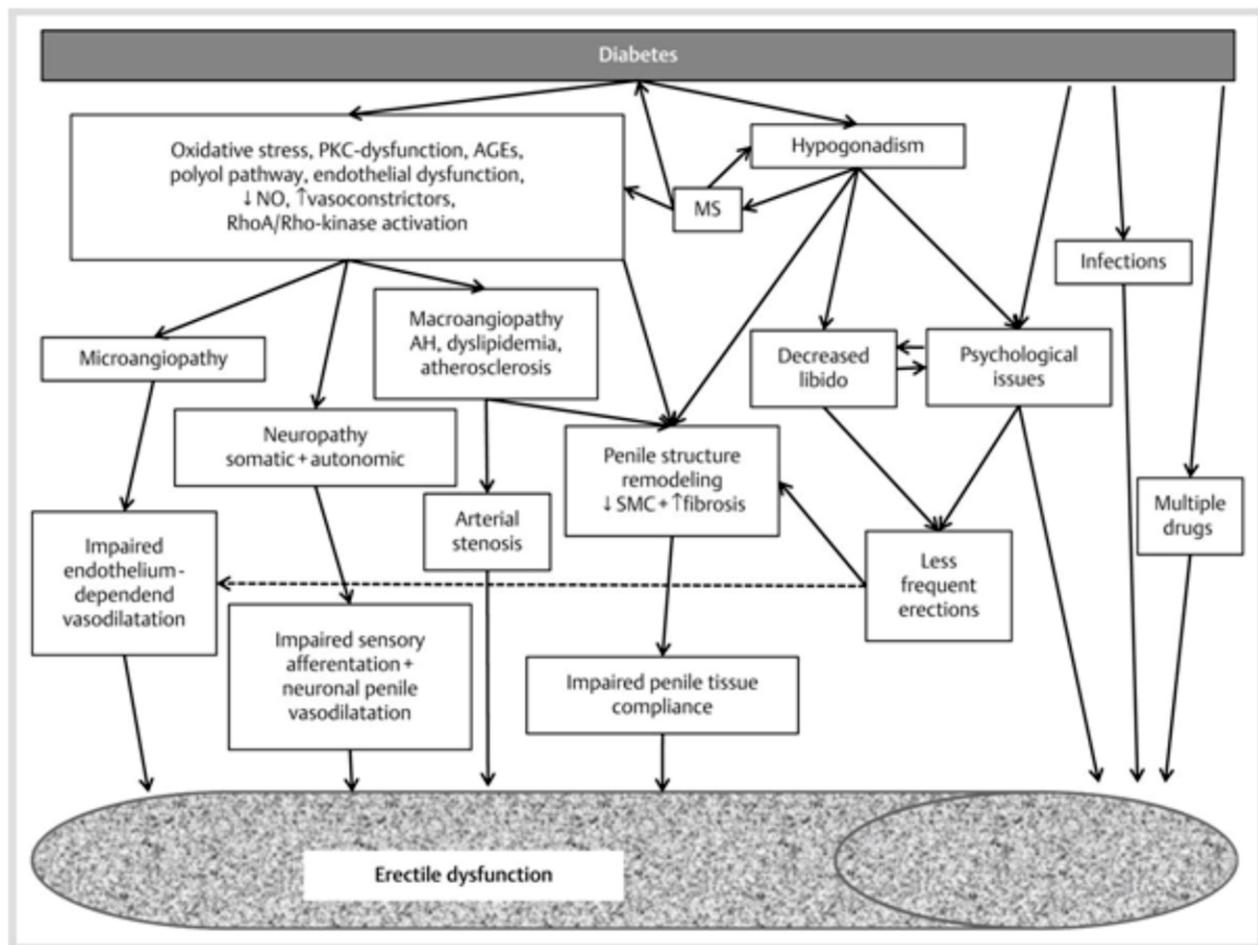 Diabetes
Oxidative stress, PKC-dysfunction, AGEs,
polyol pathway, endothelial dysfunction,
↓NO, ↑vasoconstrictors,
RhoA/Rho-kinase activation
Hypogonadism
MS
Infections
Microangiopathy
Macroangiopathy
AH, dyslipidemia,
atherosclerosis
Decreased
libido
Psychological
issues
Neuropathy
somatic + autonomic
Penile structure
remodeling
↓SMC + ↑fibrosis
Arterial
stenosis
Multiple
drugs
Impaired
endothelium-
dependend
vasodilatation
Less
frequent
erections
Impaired sensory
afferentation +
neuronal penile
vasodilatation
Impaired penile tissue
compliance
Erectile dysfunction